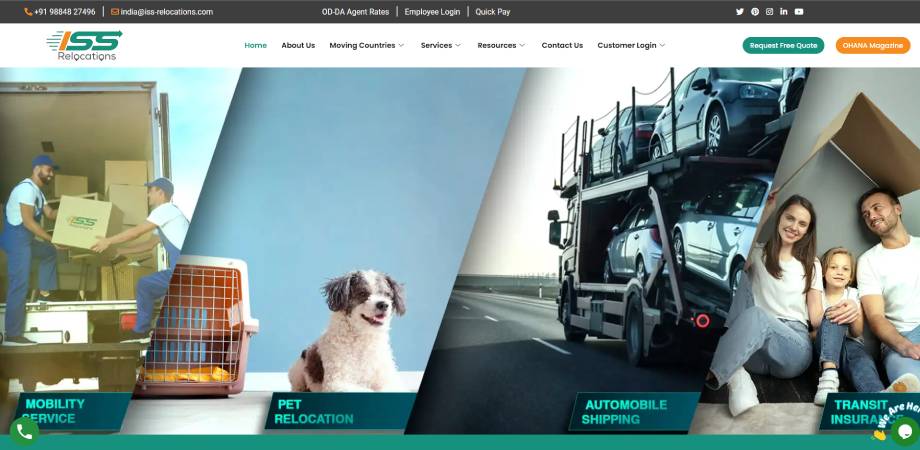 +91 98848 27496
india@iss-relocations.com
OD-DA Agent Rates
Employee Login
Quick Pay
ISS
Relocations
Home
About Us
Moving Countries
Services
Resources
Contact Us
Customer Login
Request Free Quote
OHANA Magazine
ISS
MOBILITY
SERVICE
PET
RELOCATION
AUTOMOBILE
SHIPPING
TRANSIT
INSURANCE
We Are Here